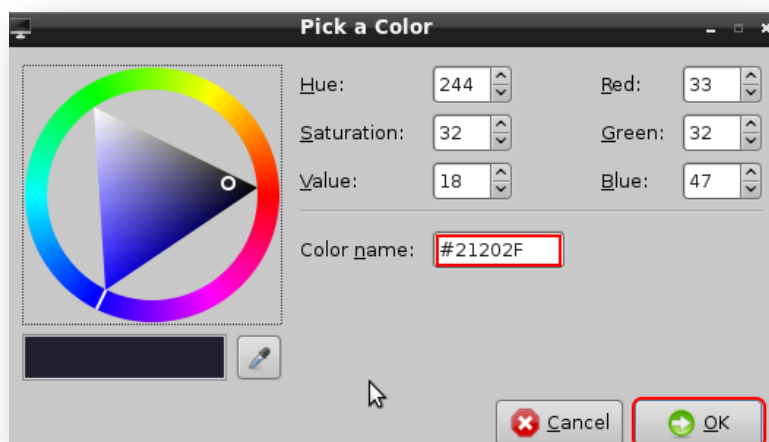 Pick a Color
Hue: 244 Red: 33
Saturation: 32 Green: 32
Value: 18 Blue: 47
Color name: #21202F
Cancel OK